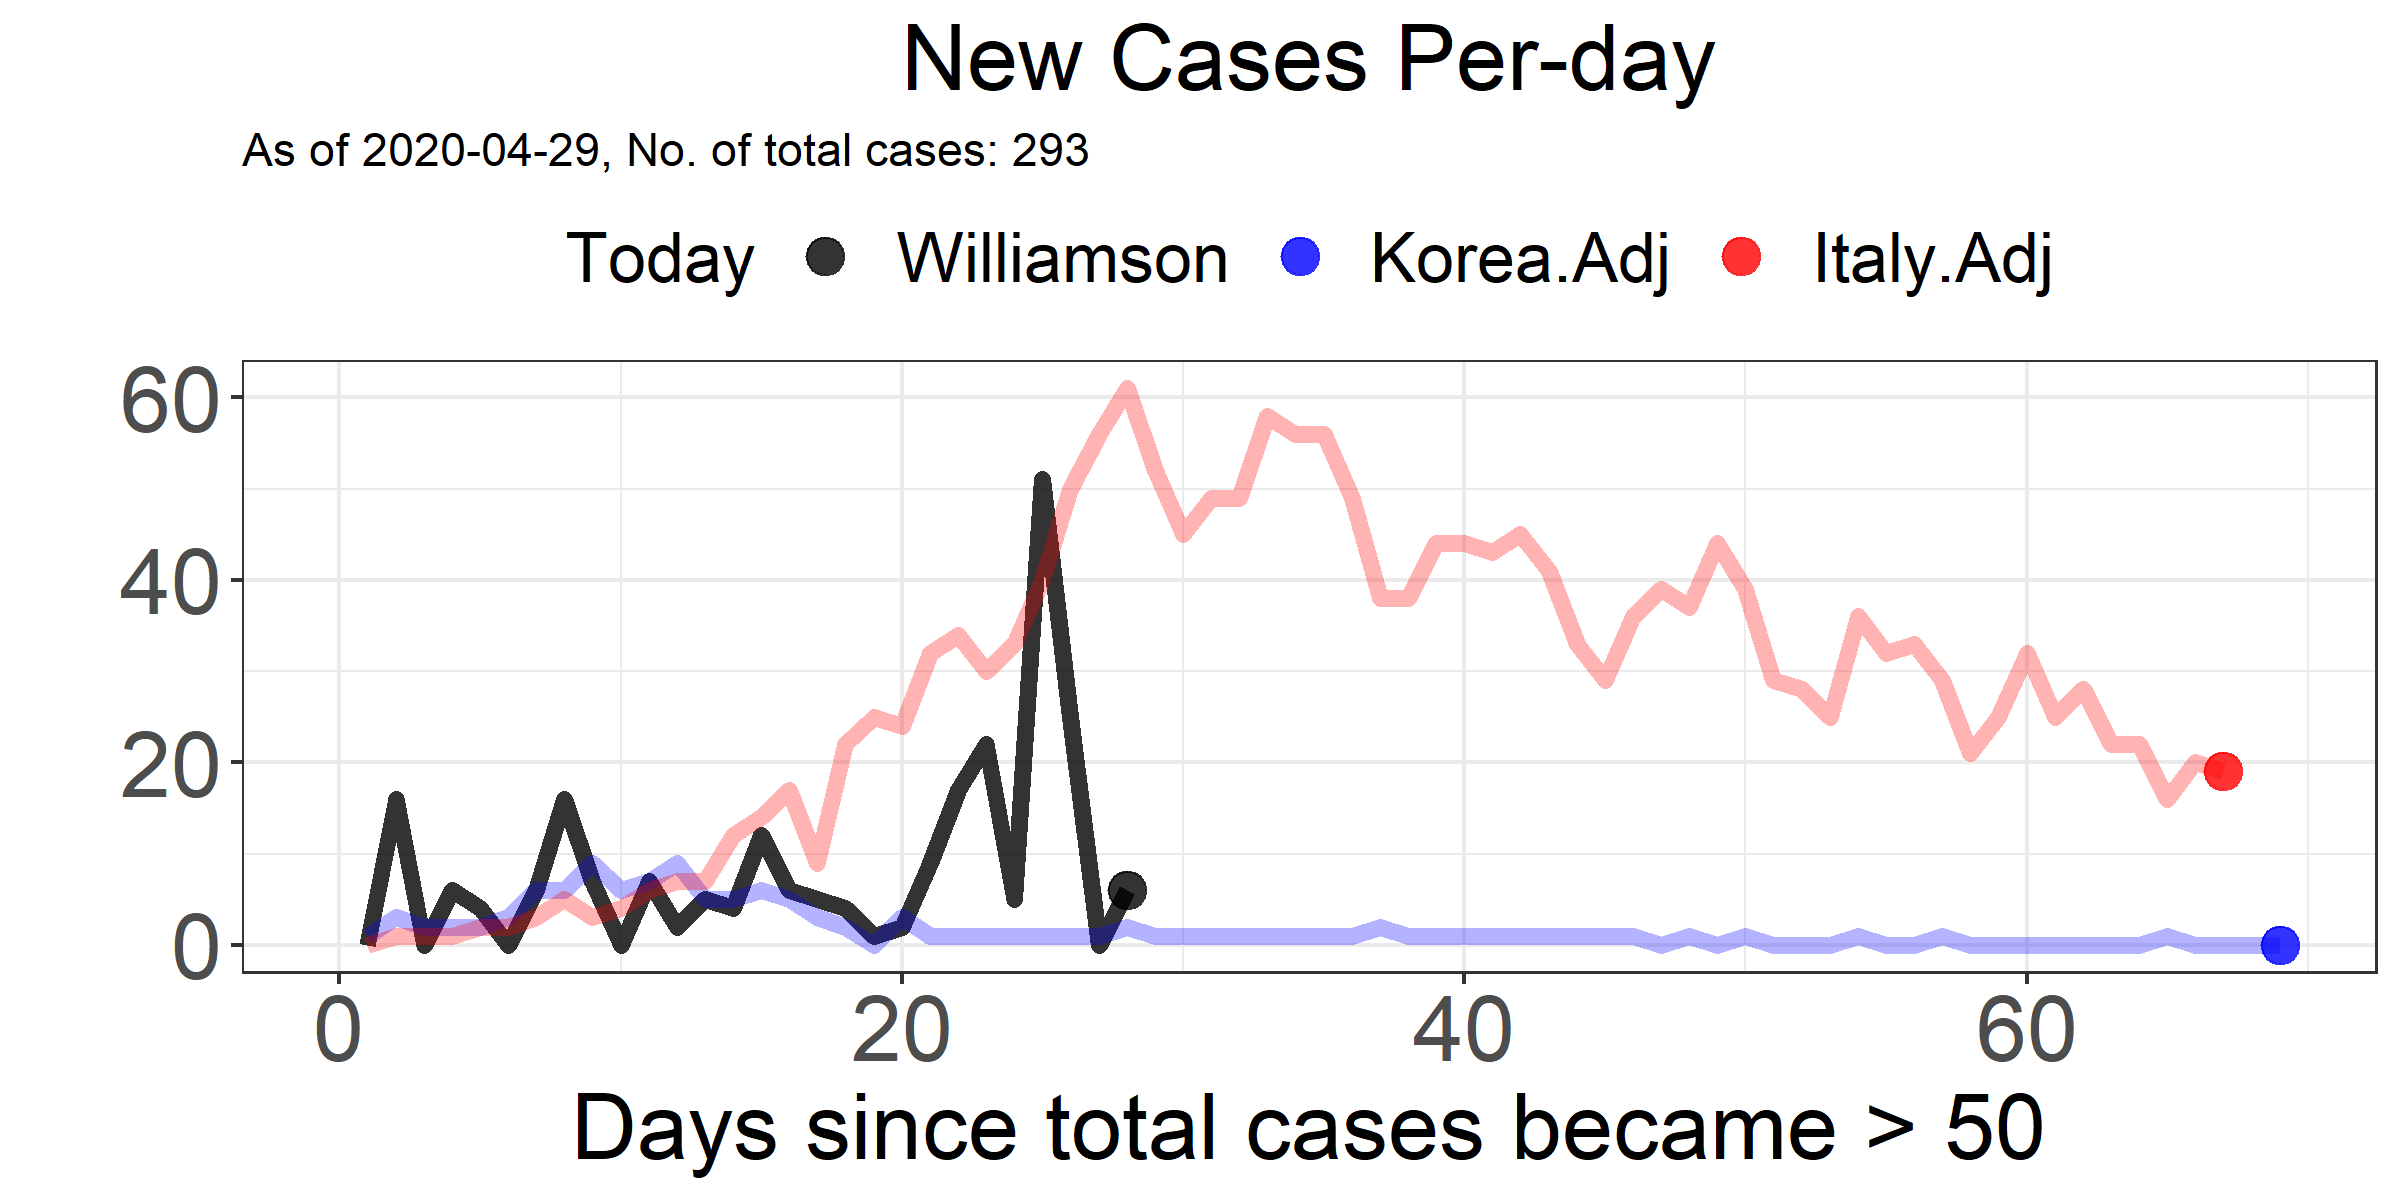 New Cases Per-day
As of 2020-04-29, No. of total cases: 293
Today Williamson Korea.Adj Italy.Adj
60
40
20
0
0 20 40 60
Days since total cases became > 50